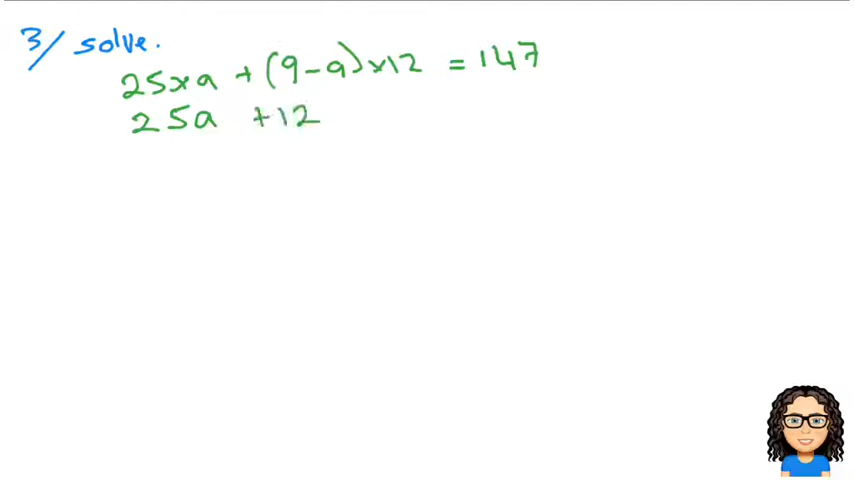 3/ solve.
25xa + (9-a)x12 = 147
25a +12